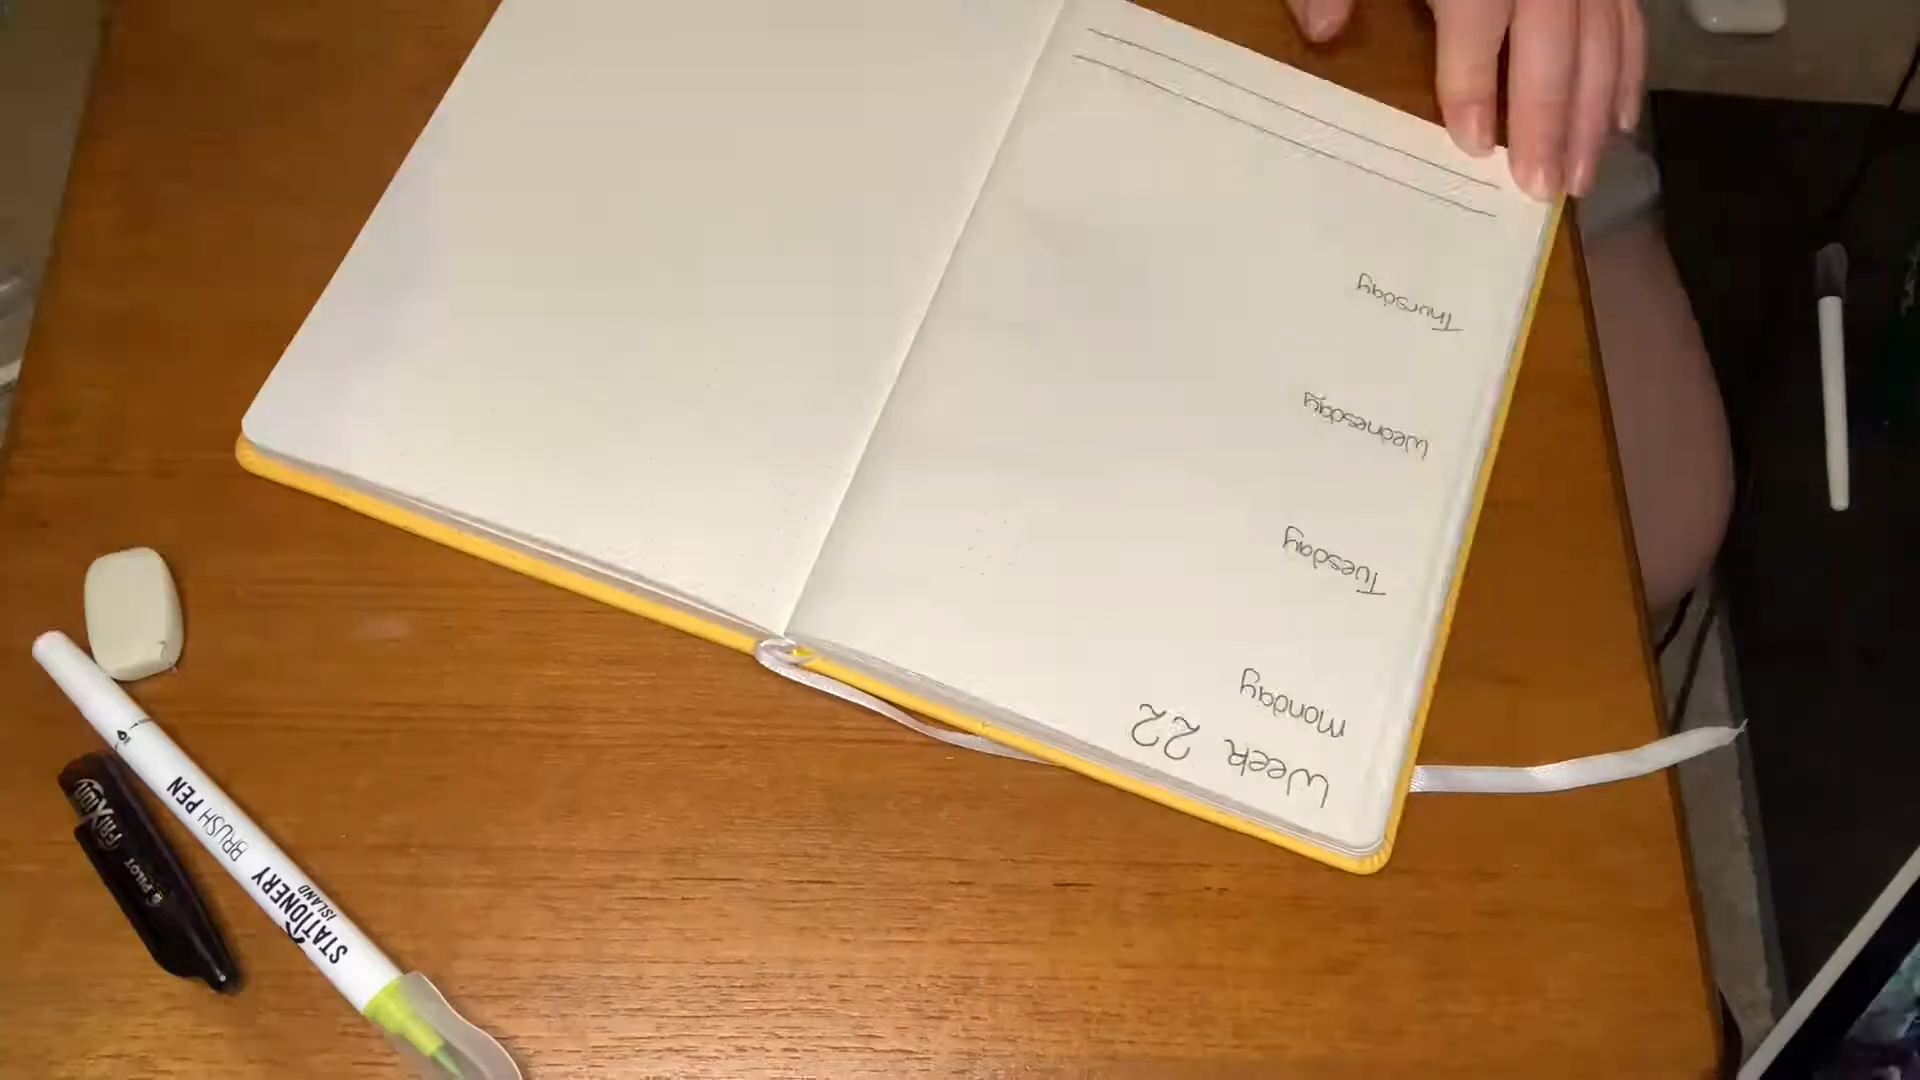 Week 22
Monday
Tuesday
Wednesday
Thursday
STATIONERY
ISLAND
BRUSH PEN
PILOT
FRIXION